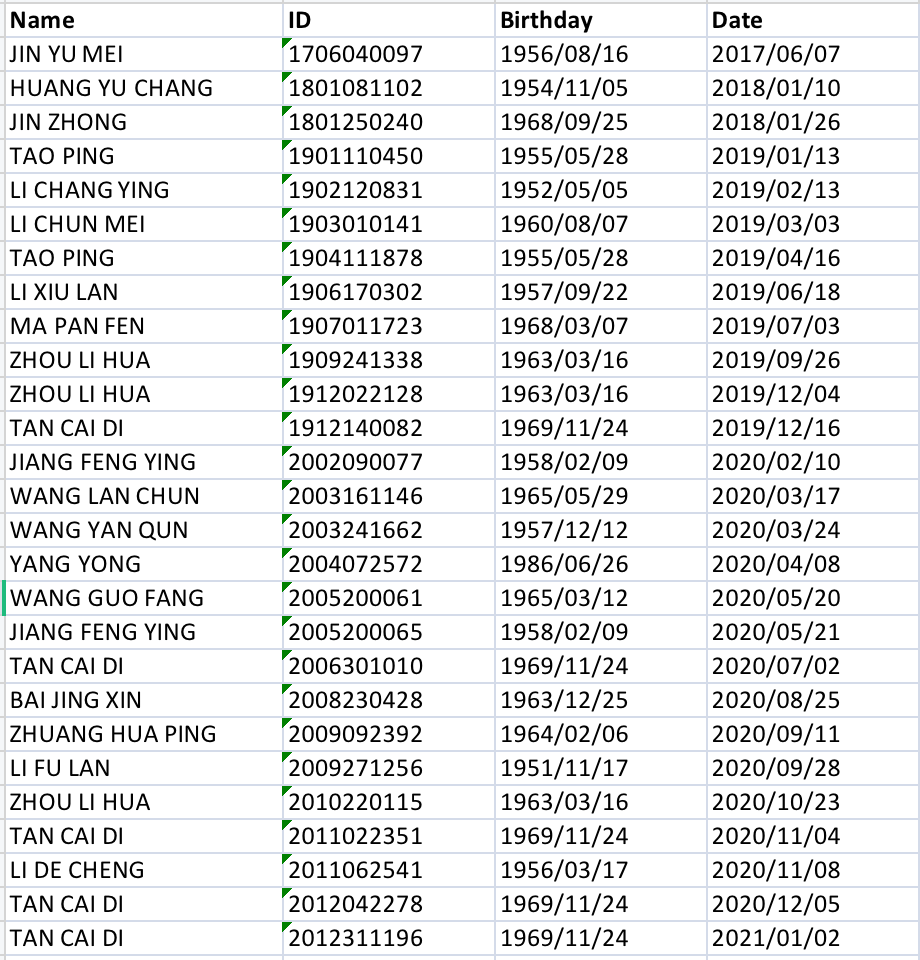 Name ID Birthday Date
JIN YU MEI 1706040097 1956/08/16 2017/06/07
HUANG YU CHANG 1801081102 1954/11/05 2018/01/10
JIN ZHONG 1801250240 1968/09/25 2018/01/26
TAO PING 1901110450 1955/05/28 2019/01/13
LI CHANG YING 1902120831 1952/05/05 2019/02/13
LI CHUN MEI 1903010141 1960/08/07 2019/03/03
TAO PING 1904111878 1955/05/28 2019/04/16
LI XIU LAN 1906170302 1957/09/22 2019/06/18
MA PAN FEN 1907011723 1968/03/07 2019/07/03
ZHOU LI HUA 1909241338 1963/03/16 2019/09/26
ZHOU LI HUA 1912022128 1963/03/16 2019/12/04
TAN CAI DI 1912140082 1969/11/24 2019/12/16
JIANG FENG YING 2002090077 1958/02/09 2020/02/10
WANG LAN CHUN 2003161146 1965/05/29 2020/03/17
WANG YAN QUN 2003241662 1957/12/12 2020/03/24
YANG YONG 2004072572 1986/06/26 2020/04/08
WANG GUO FANG 2005200061 1965/03/12 2020/05/20
JIANG FENG YING 2005200065 1958/02/09 2020/05/21
TAN CAI DI 2006301010 1969/11/24 2020/07/02
BAI JING XIN 2008230428 1963/12/25 2020/08/25
ZHUANG HUA PING 2009092392 1964/02/06 2020/09/11
LI FU LAN 2009271256 1951/11/17 2020/09/28
ZHOU LI HUA 2010220115 1963/03/16 2020/10/23
TAN CAI DI 2011022351 1969/11/24 2020/11/04
LI DE CHENG 2011062541 1956/03/17 2020/11/08
TAN CAI DI 2012042278 1969/11/24 2020/12/05
TAN CAI DI 2012311196 1969/11/24 2021/01/02